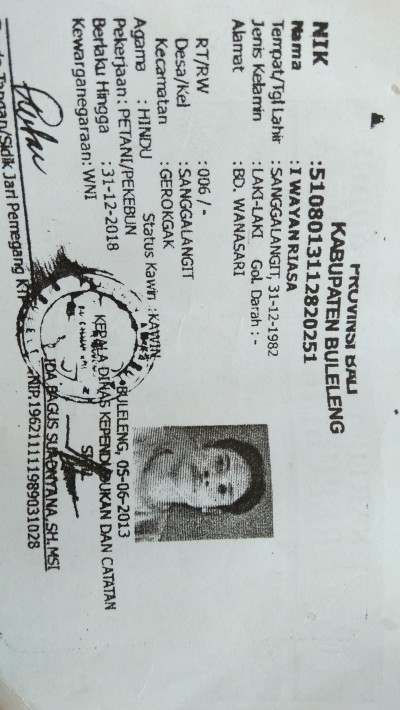 PROVINSI BALI
KABUPATEN BULELENG
NIK :5108013112820251
Nama : I WAYAN RIASA
Tempat/Tgl Lahir : SANGGALANGIT, 31-12-1982
Jenis Kelamin : LAKI-LAKI Gol. Darah : -
Alamat : BD. WANASARI
RT/RW : 006 / -
Desa/Kel : SANGGALANGIT
Kecamatan : GEROKGAK
Agama : HINDU Status Kawin : KAWIN
Pekerjaan : PETANI/PEKEBUN
Berlaku Hingga : 31-12-2018
Kewarganegaraan: WNI
BULELENG, 05-06-2013
KEPALA DINAS KEPENDUDUKAN DAN CATATAN
IDA BAGUS SURDNYANA, SH, MSI
NIP.196211111989031028
Tangan/Sidik Jari Pemegang KTP